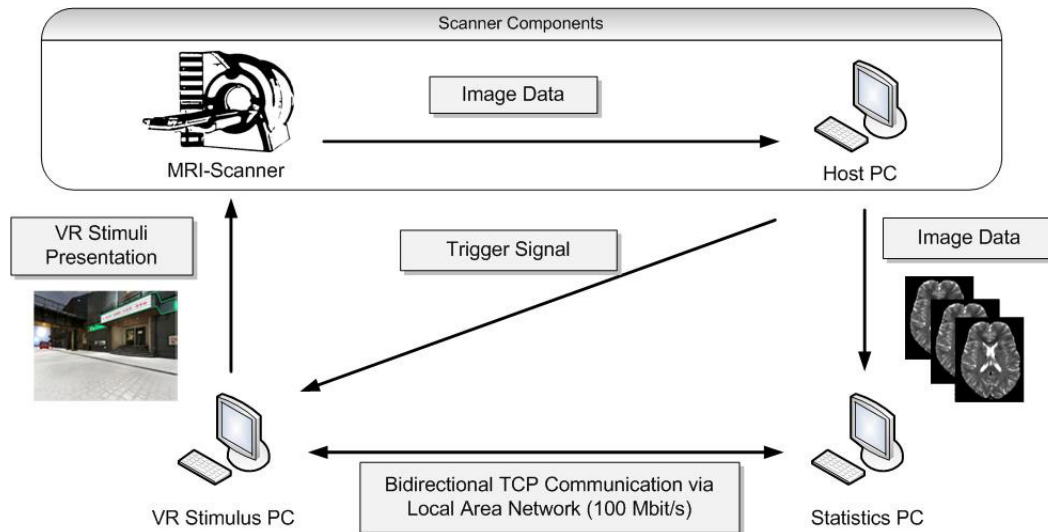 Scanner Components
Image Data
MRI-Scanner
Host PC
VR Stimuli
Presentation
Trigger Signal
Image Data
Bidirectional TCP Communication via
Local Area Network (100 Mbit/s)
VR Stimulus PC
Statistics PC